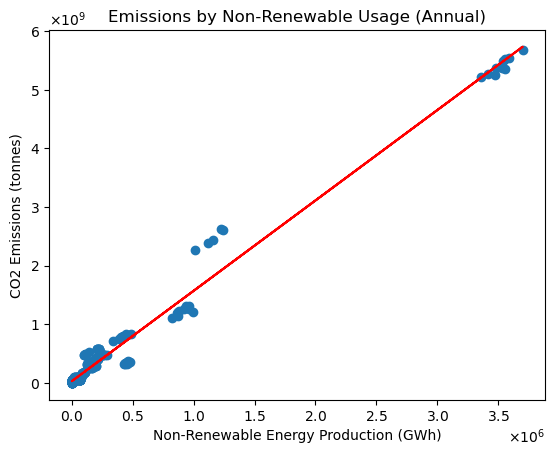 Emissions by Non-Renewable Usage (Annual)
×10⁹
6
5
4
3
2
1
0
CO2 Emissions (tonnes)
0.0 0.5 1.0 1.5 2.0 2.5 3.0 3.5
Non-Renewable Energy Production (GWh)
×10⁶